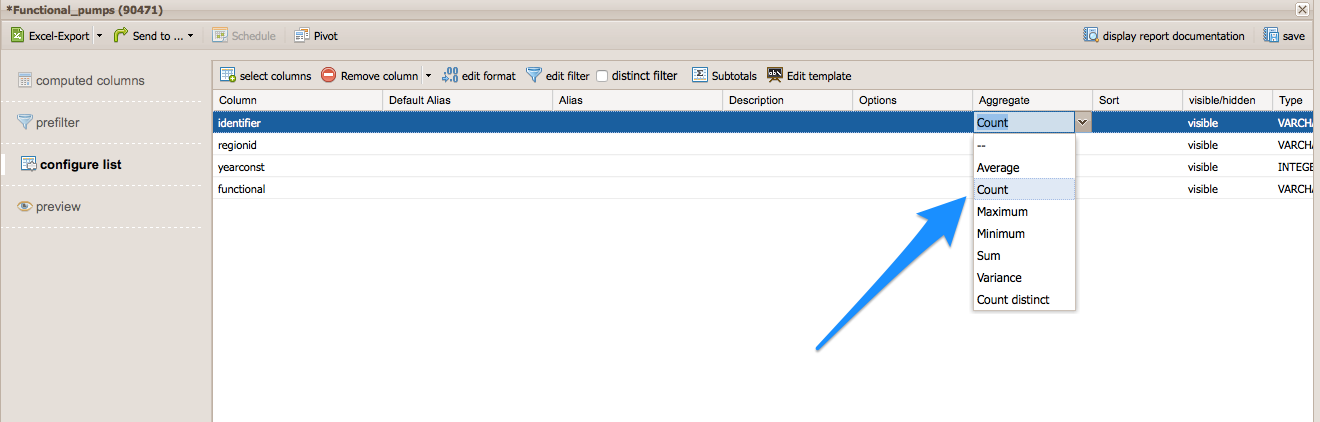 *Functional_pumps (90471)
Excel-Export Send to ... Schedule Pivot display report documentation save
computed columns
prefilter
configure list
preview
select columns Remove column edit format edit filter distinct filter Subtotals Edit template
Column Default Alias Alias Description Options Aggregate Sort visible/hidden Type
identifier Count visible VARCHA
regionid visible VARCHA
yearconst visible INTEGE
functional visible VARCHA
--
Average
Count
Maximum
Minimum
Sum
Variance
Count distinct